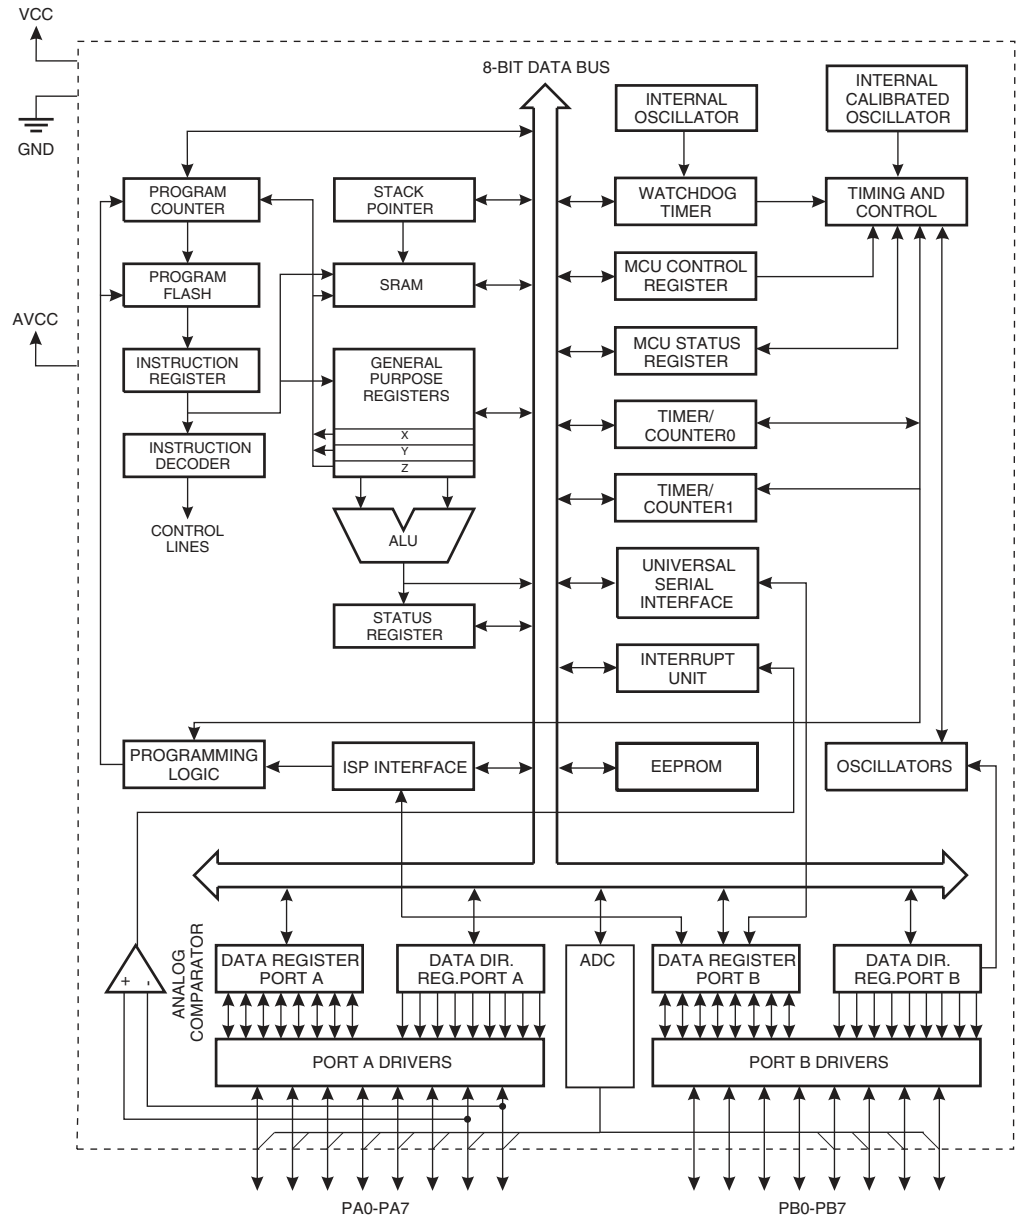 VCC
8-BIT DATA BUS
GND
INTERNAL
OSCILLATOR
INTERNAL
CALIBRATED
OSCILLATOR
PROGRAM
COUNTER
STACK
POINTER
WATCHDOG
TIMER
TIMING AND
CONTROL
PROGRAM
FLASH
SRAM
MCU CONTROL
REGISTER
AVCC
INSTRUCTION
REGISTER
GENERAL
PURPOSE
REGISTERS
X
Y
Z
MCU STATUS
REGISTER
INSTRUCTION
DECODER
TIMER/
COUNTER0
CONTROL
LINES
ALU
TIMER/
COUNTER1
STATUS
REGISTER
UNIVERSAL
SERIAL
INTERFACE
INTERRUPT
UNIT
PROGRAMMING
LOGIC
ISP INTERFACE
EEPROM
OSCILLATORS
+
-
ANALOG
COMPARATOR
DATA REGISTER
PORT A
DATA DIR.
REG.PORT A
ADC
DATA REGISTER
PORT B
DATA DIR.
REG.PORT B
PORT A DRIVERS
PORT B DRIVERS
PA0-PA7
PB0-PB7